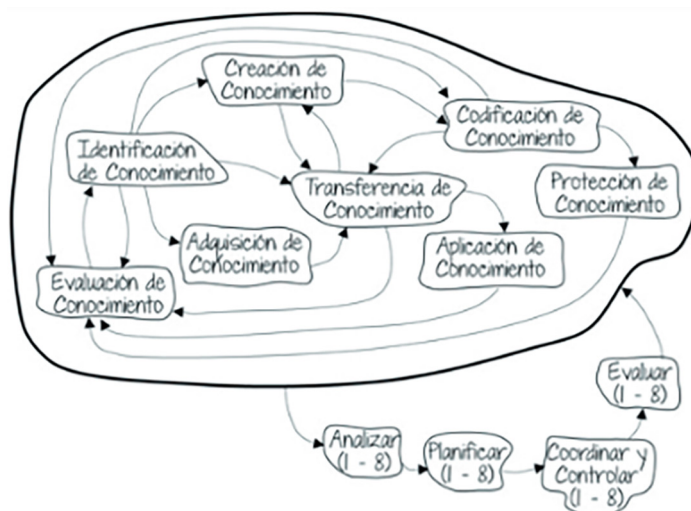 Creación de
Conocimiento
Codificación de
Conocimiento
Identificación
de Conocimiento
Transferencia de
Conocimiento
Protección de
Conocimiento
Adquisición de
Conocimiento
Aplicación de
Conocimiento
Evaluación de
Conocimiento
Evaluar
(1 - 8)
Analizar
(1 - 8)
Planificar
(1 - 8)
Coordinar y
Controlar
(1 - 8)